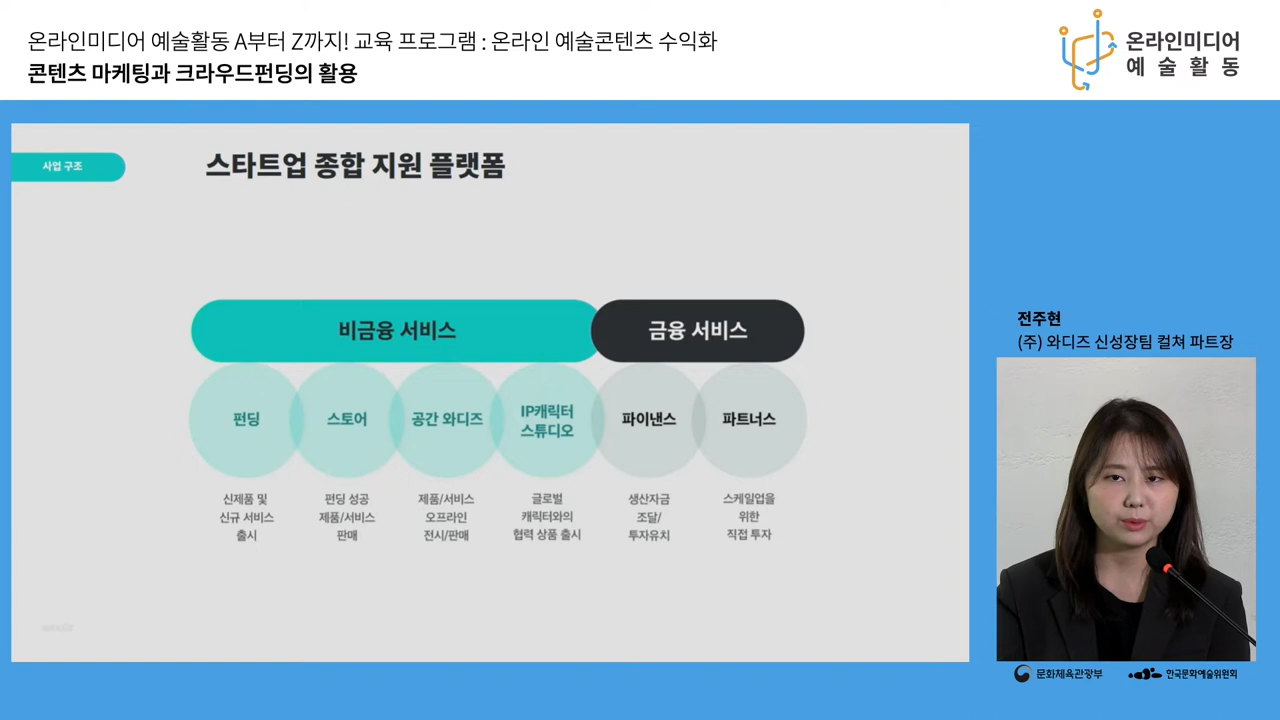 온라인미디어 예술활동 A부터 Z까지! 교육 프로그램 : 온라인 예술콘텐츠 수익화
콘텐츠 마케팅과 크라우드펀딩의 활용
온라인미디어
예술활동
사업 구조
스타트업 종합 지원 플랫폼
비금융 서비스
금융 서비스
펀딩
스토어
공간 와디즈
IP캐릭터
스튜디오
파이낸스
파트너스
신제품 및
신규 서비스
출시
펀딩 성공
제품/서비스
판매
제품/서비스
오프라인
전시/판매
글로벌
캐릭터와의
협력 상품 출시
생산자금
조달/
투자유치
스케일업을
위한
직접 투자
전주현
(주) 와디즈 신성장팀 컬쳐 파트장
문화체육관광부
한국문화예술위원회